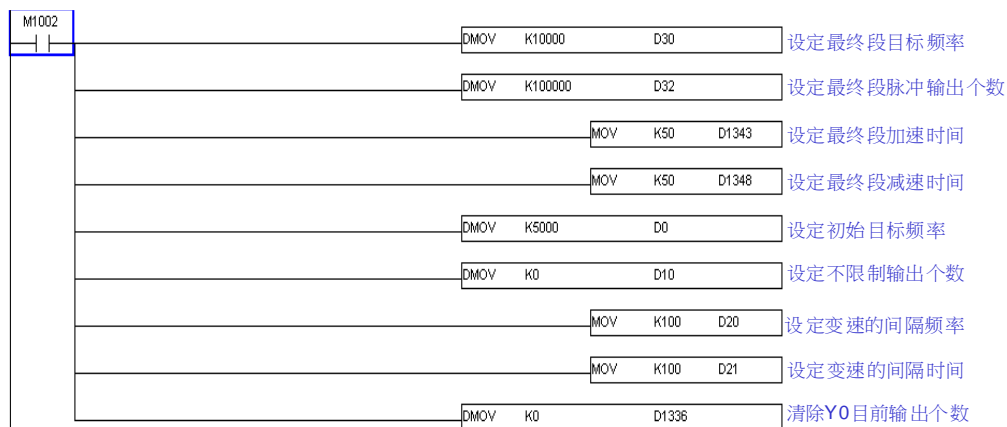 M1002
DMOV K10000 D30 设定最终段目标频率
DMOV K100000 D32 设定最终段脉冲输出个数
MOV K50 D1343 设定最终段加速时间
MOV K50 D1348 设定最终段减速时间
DMOV K5000 D0 设定初始目标频率
DMOV K0 D10 设定不限制输出个数
MOV K100 D20 设定变速的间隔频率
MOV K100 D21 设定变速的间隔时间
DMOV K0 D1336 清除Y0目前输出个数